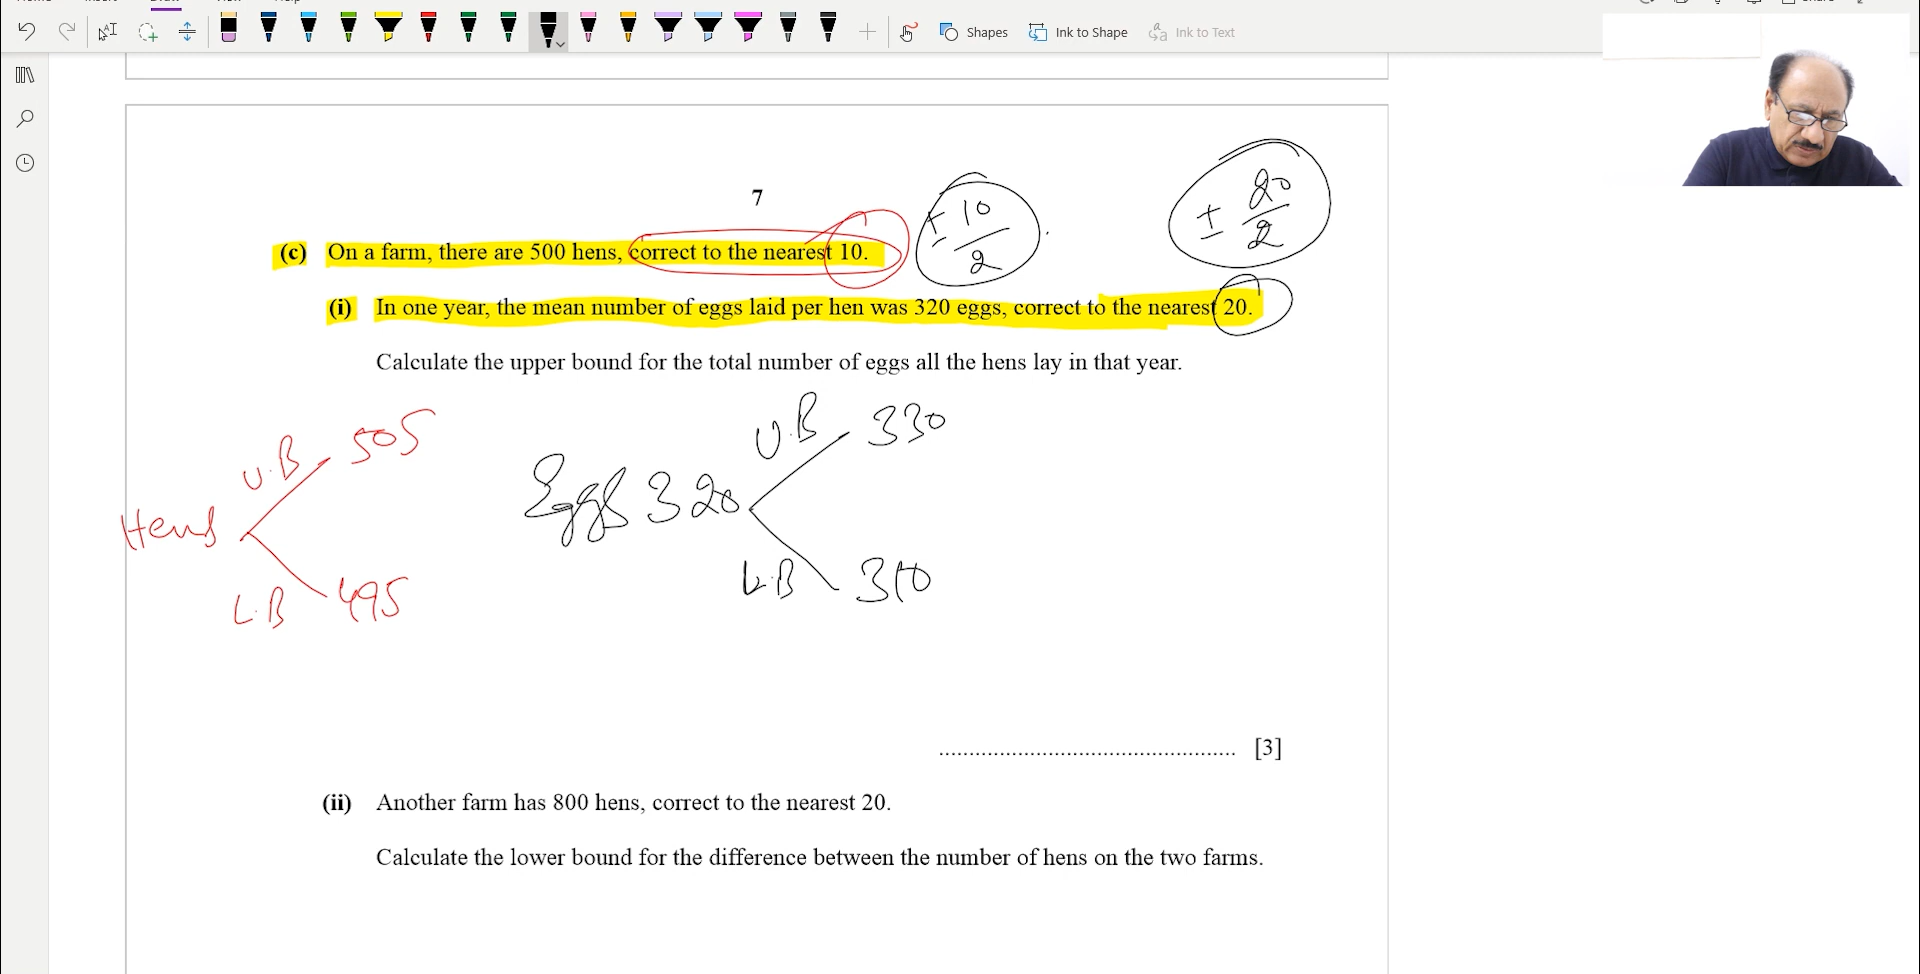 Shapes
Ink to Shape
Ink to Text
7
± 10/2
± 20/2
(c) On a farm, there are 500 hens, correct to the nearest 10.
(i) In one year, the mean number of eggs laid per hen was 320 eggs, correct to the nearest 20.
Calculate the upper bound for the total number of eggs all the hens lay in that year.
U.B 505
Hens
L.B 495
U.B 330
Eggs 320
L.B 310
.................................................. [3]
(ii) Another farm has 800 hens, correct to the nearest 20.
Calculate the lower bound for the difference between the number of hens on the two farms.